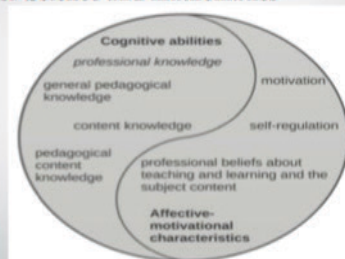 Cognitive abilities
professional knowledge
general pedagogical
knowledge
motivation
content knowledge
self-regulation
pedagogical
content
knowledge
professional beliefs about
teaching and learning and the
subject content
Affective-
motivational
characteristics